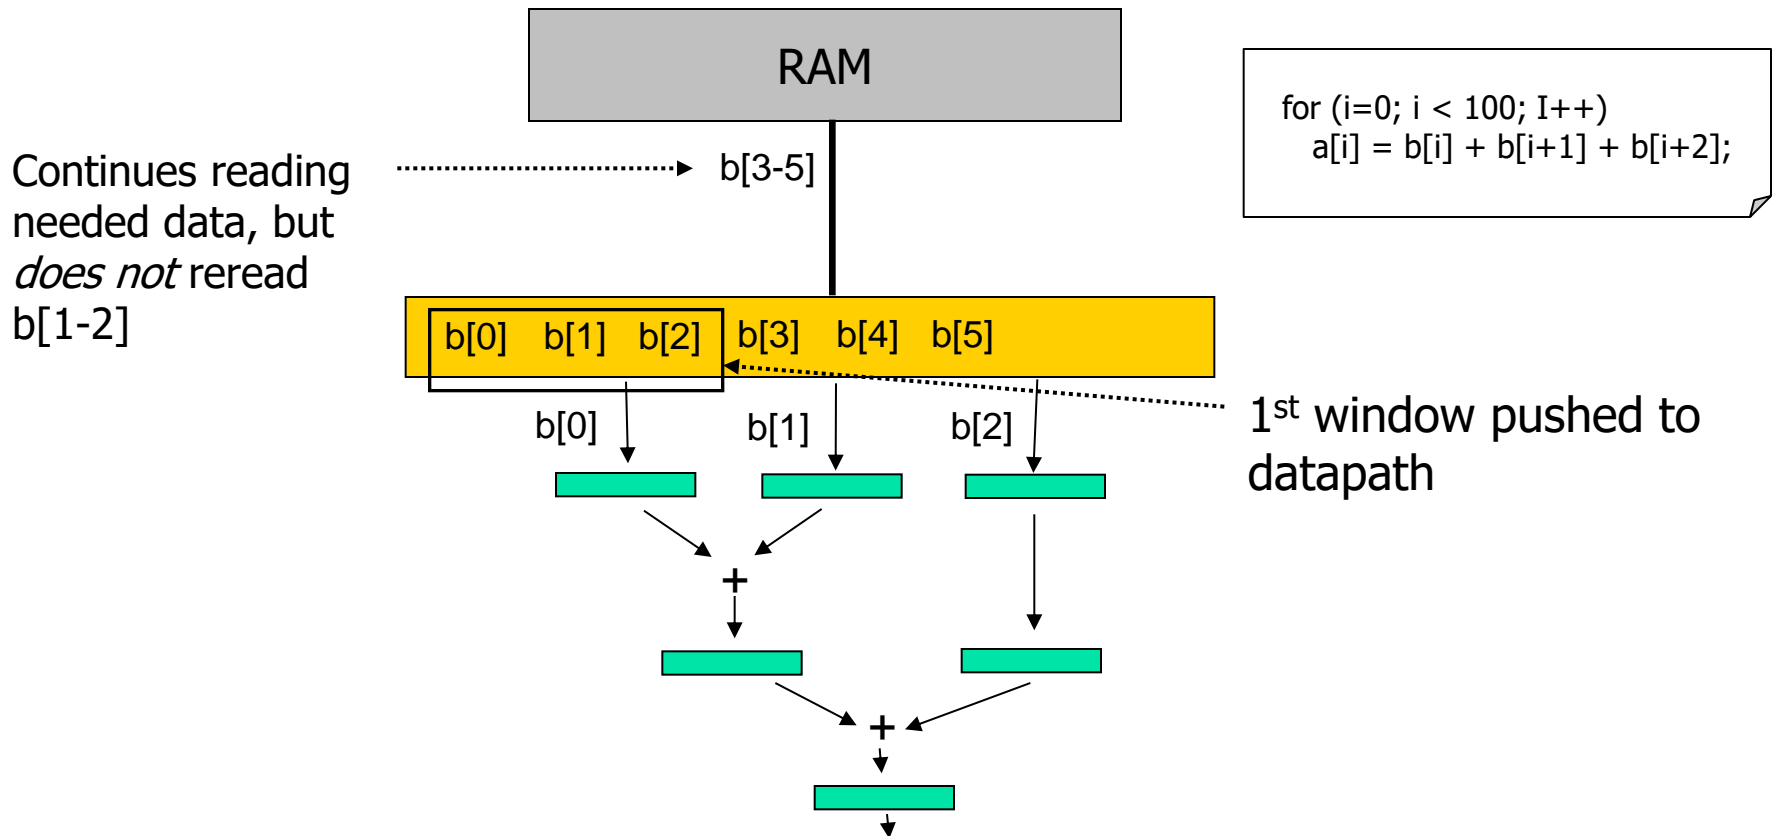 RAM
for (i=0; i < 100; I++)
a[i] = b[i] + b[i+1] + b[i+2];
Continues reading
needed data, but
does not reread
b[1-2]
b[3-5]
b[0] b[1] b[2] b[3] b[4] b[5]
1st window pushed to
datapath
b[0] b[1] b[2]
+
+